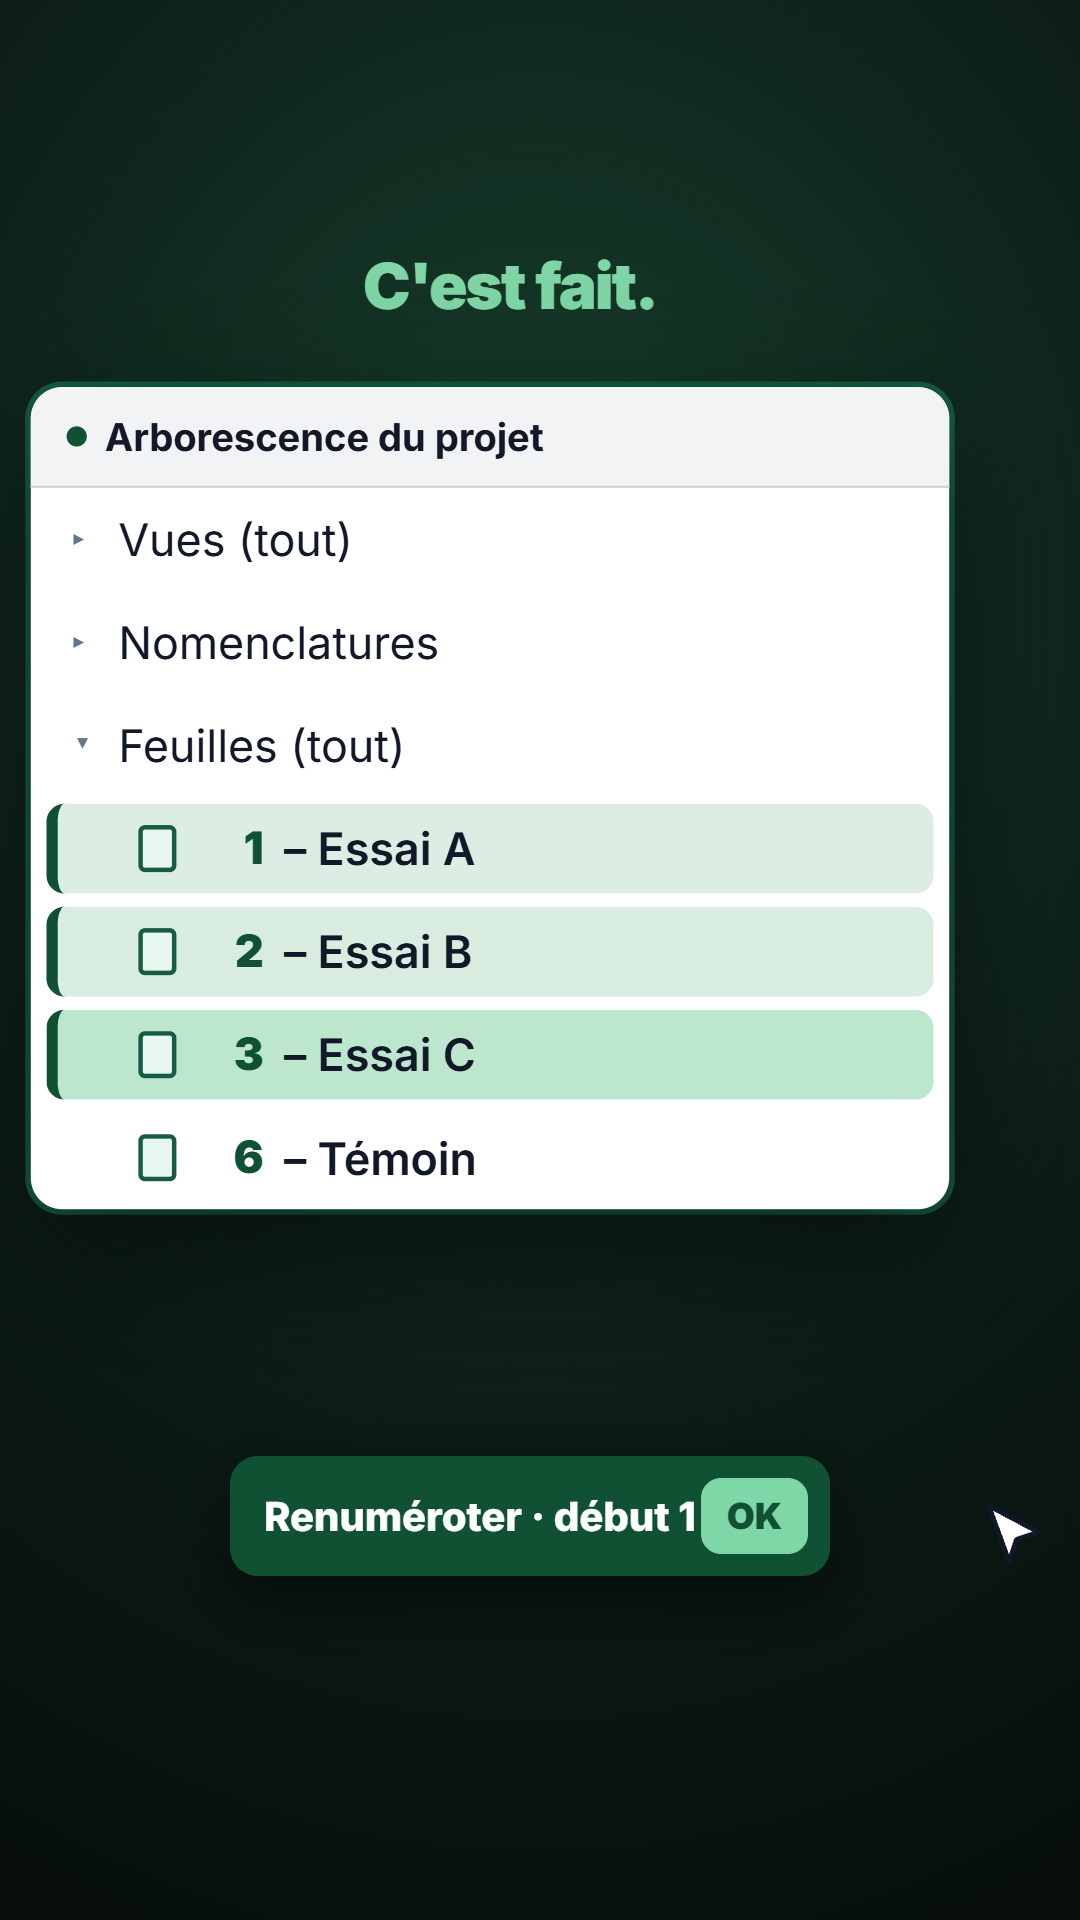 C'est fait.
Arborescence du projet
Vues (tout)
Nomenclatures
Feuilles (tout)
1 – Essai A
2 – Essai B
3 – Essai C
6 – Témoin
Renuméroter · début 1 OK